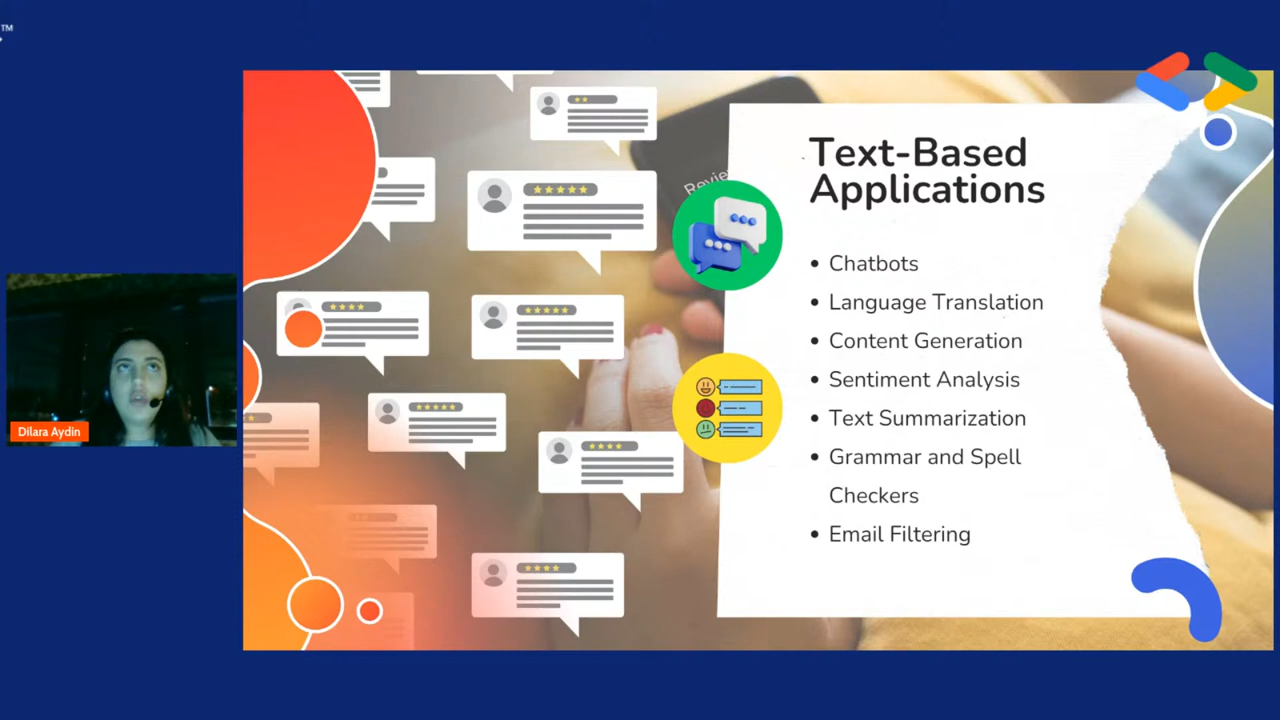 TM
Text-Based
Applications
• Chatbots
• Language Translation
• Content Generation
• Sentiment Analysis
• Text Summarization
• Grammar and Spell
Checkers
• Email Filtering
Dilara Aydin